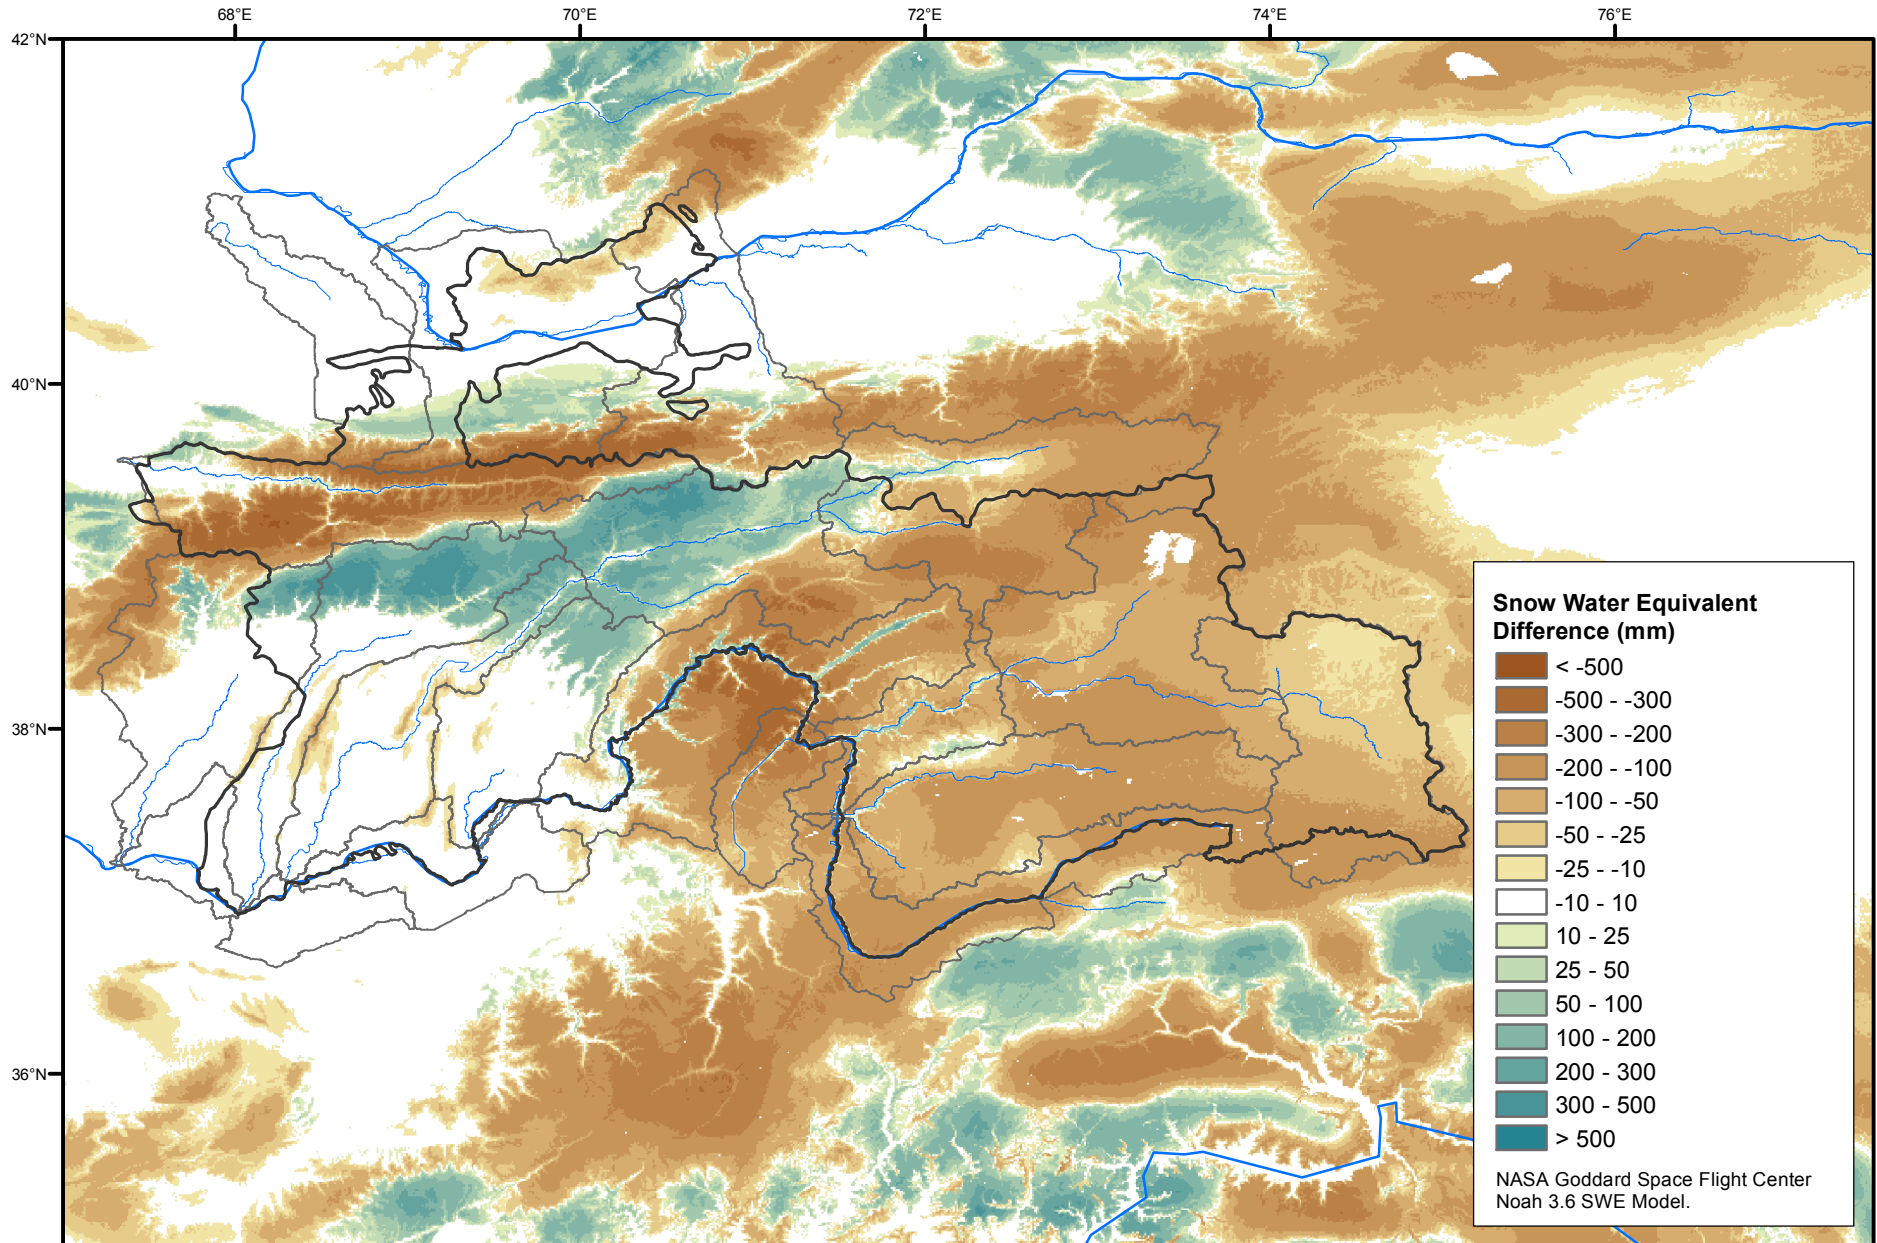 68°E 70°E 72°E 74°E 76°E
42°N
40°N
38°N
36°N
Snow Water Equivalent
Difference (mm)
< -500
-500 - -300
-300 - -200
-200 - -100
-100 - -50
-50 - -25
-25 - -10
-10 - 10
10 - 25
25 - 50
50 - 100
100 - 200
200 - 300
300 - 500
> 500
NASA Goddard Space Flight Center
Noah 3.6 SWE Model.